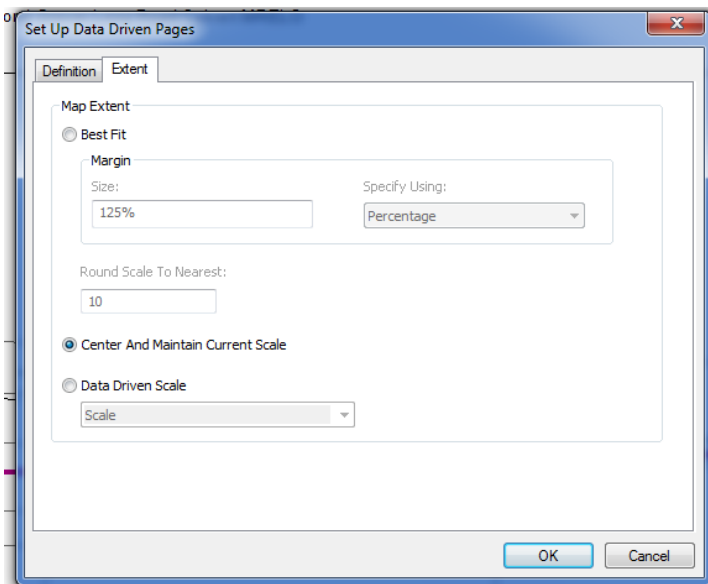 Set Up Data Driven Pages
Definition Extent
Map Extent
Best Fit
Margin
Size: Specify Using:
125% Percentage
Round Scale To Nearest:
10
Center And Maintain Current Scale
Data Driven Scale
Scale
OK Cancel